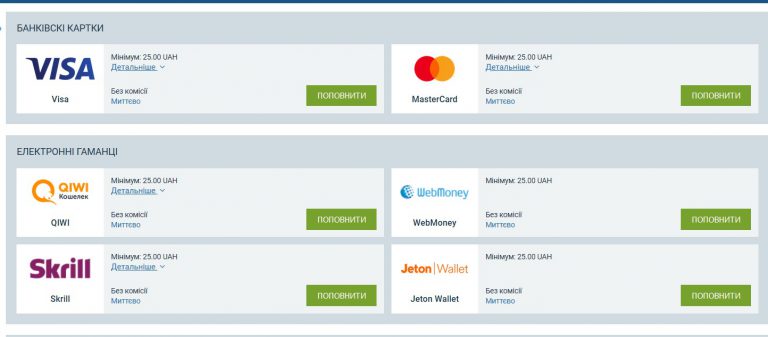 БАНКІВСКІ КАРТКИ
VISA
Visa
Мінімум: 25.00 UAH
Детальніше
Без комісії
Миттєво
ПОПОВНИТИ
MasterCard
Мінімум: 25.00 UAH
Детальніше
Без комісії
Миттєво
ПОПОВНИТИ
ЕЛЕКТРОННІ ГАМАНЦІ
QIWI
Кошелек
QIWI
Мінімум: 25.00 UAH
Детальніше
Без комісії
Миттєво
ПОПОВНИТИ
WebMoney
WebMoney
Мінімум: 25.00 UAH
Без комісії
Миттєво
ПОПОВНИТИ
Skrill
Skrill
Мінімум: 25.00 UAH
Детальніше
Без комісії
Миттєво
ПОПОВНИТИ
Jeton Wallet
Jeton Wallet
Мінімум: 25.00 UAH
Без комісії
Миттєво
ПОПОВНИТИ